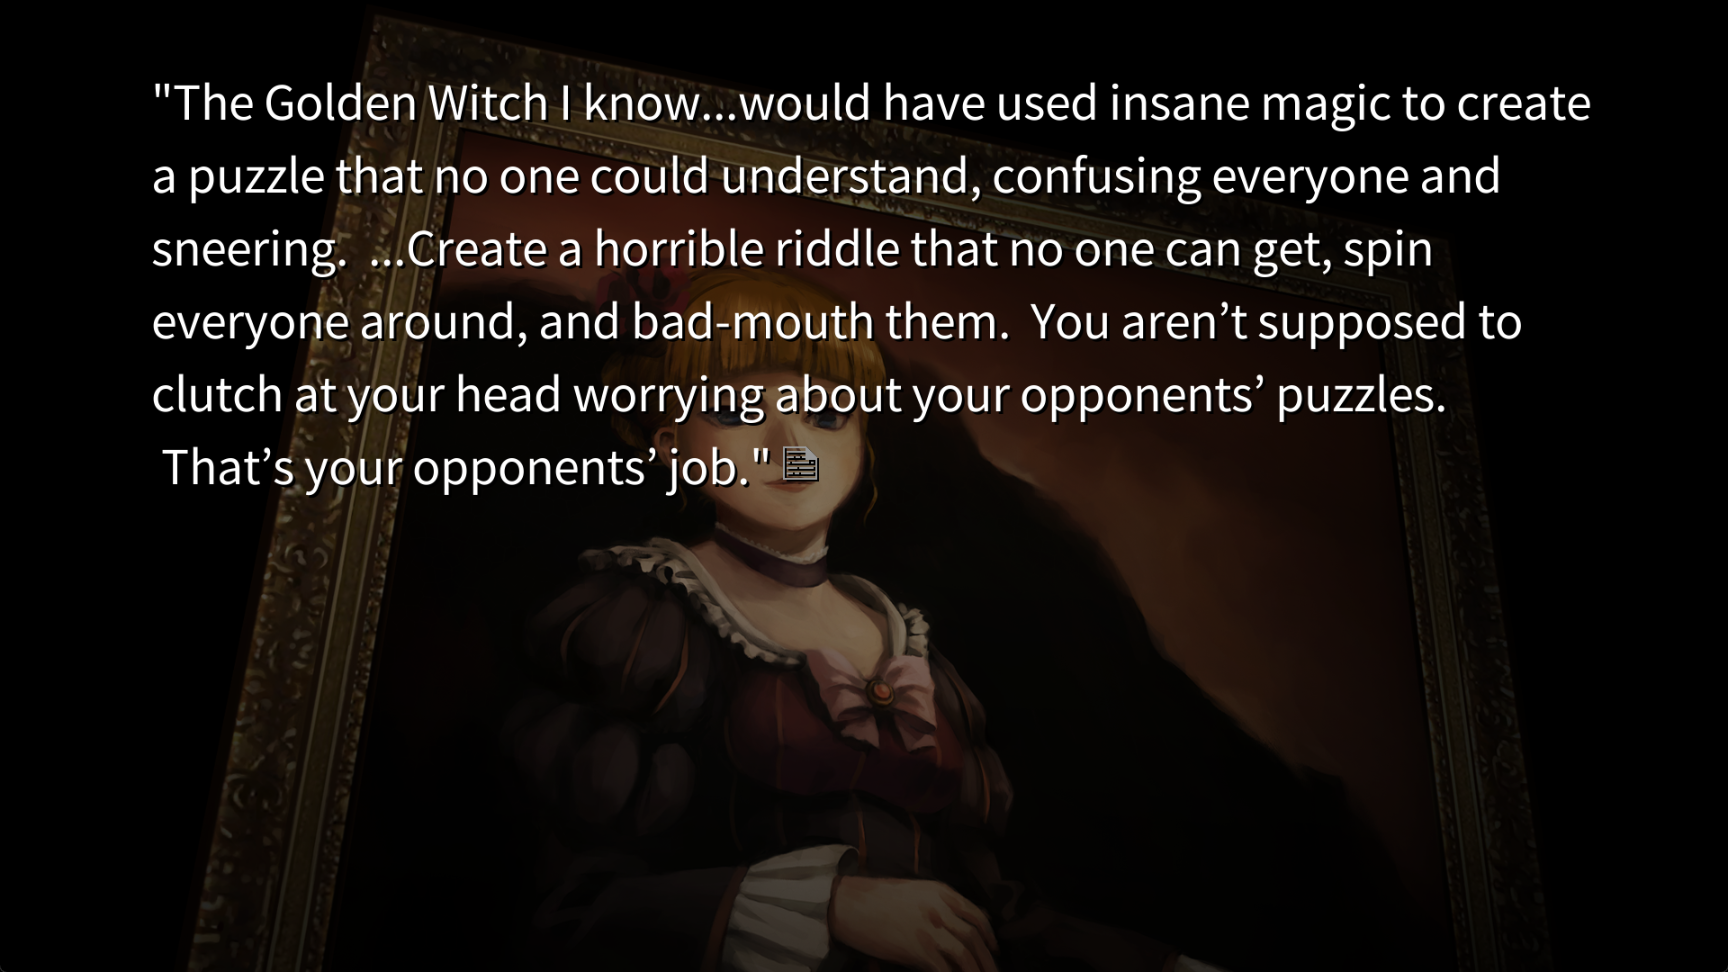 "The Golden Witch I know...would have used insane magic to create
a puzzle that no one could understand, confusing everyone and
sneering.  ...Create a horrible riddle that no one can get, spin
everyone around, and bad-mouth them.  You aren’t supposed to
clutch at your head worrying about your opponents’ puzzles.
That’s your opponents’ job."